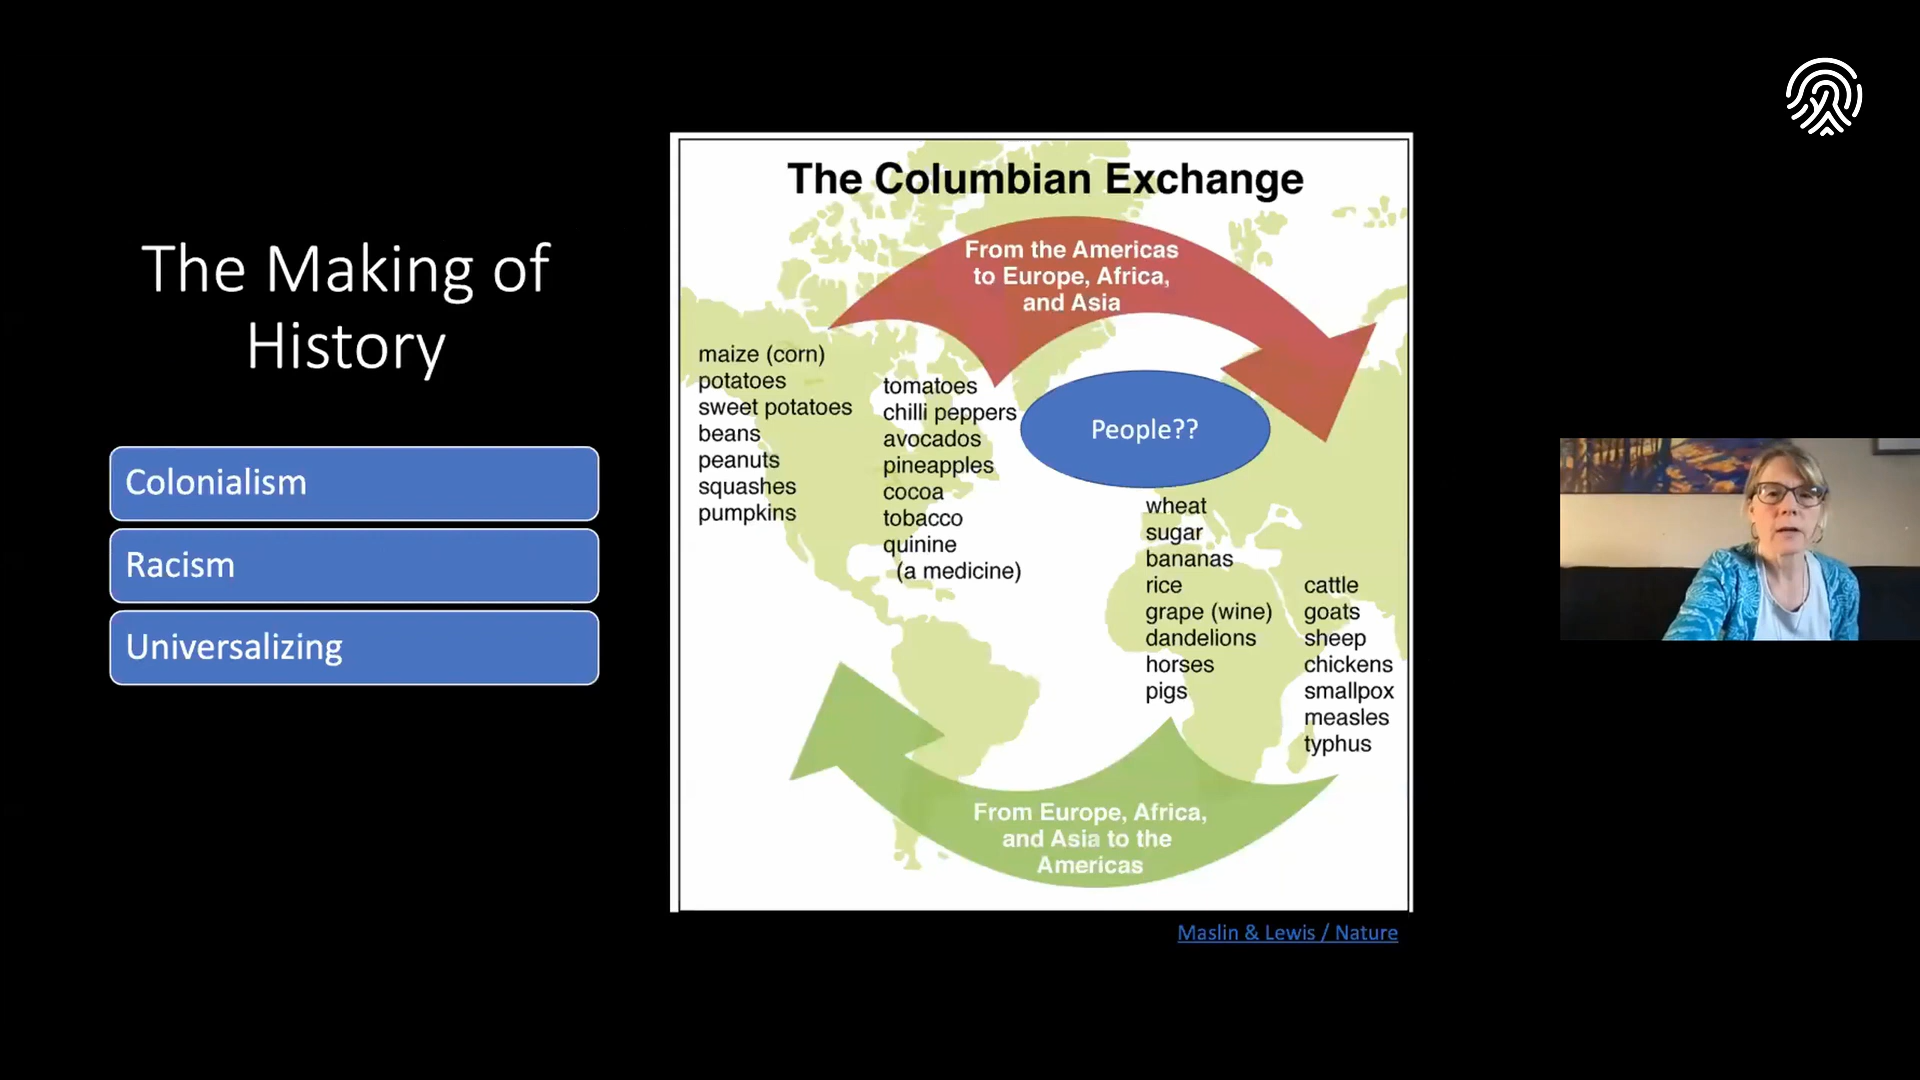 The Making of
History
Colonialism
Racism
Universalizing
The Columbian Exchange
From the Americas
to Europe, Africa,
and Asia
maize (corn)
potatoes
sweet potatoes
beans
peanuts
squashes
pumpkins
tomatoes
chilli peppers
avocados
pineapples
cocoa
tobacco
quinine
(a medicine)
People??
wheat
sugar
bananas
rice
grape (wine)
dandelions
horses
pigs
cattle
goats
sheep
chickens
smallpox
measles
typhus
From Europe, Africa,
and Asia to the
Americas
Maslin & Lewis / Nature